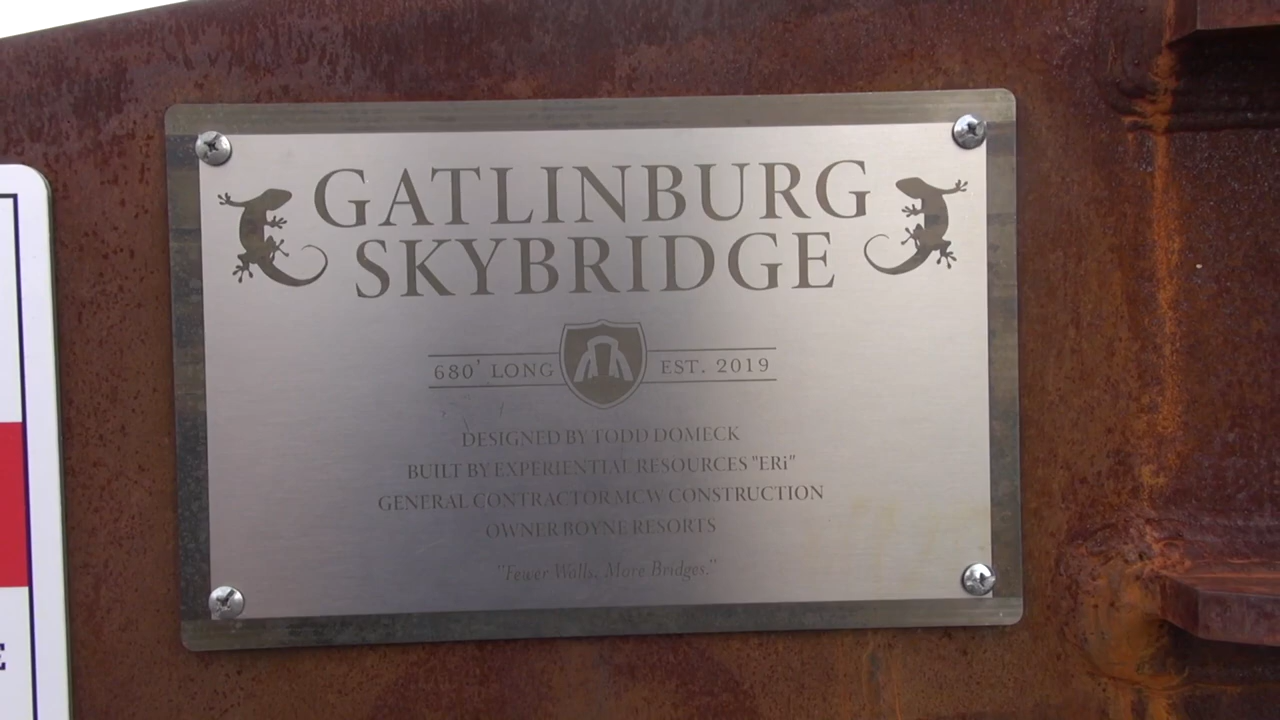 GATLINBURG
SKYBRIDGE
680' LONG EST. 2019
DESIGNED BY TODD DOMECK
BUILT BY EXPERIENTIAL RESOURCES "ERi"
GENERAL CONTRACTOR MCW CONSTRUCTION
OWNER BOYNE RESORTS
"Fewer Walls, More Bridges."
E